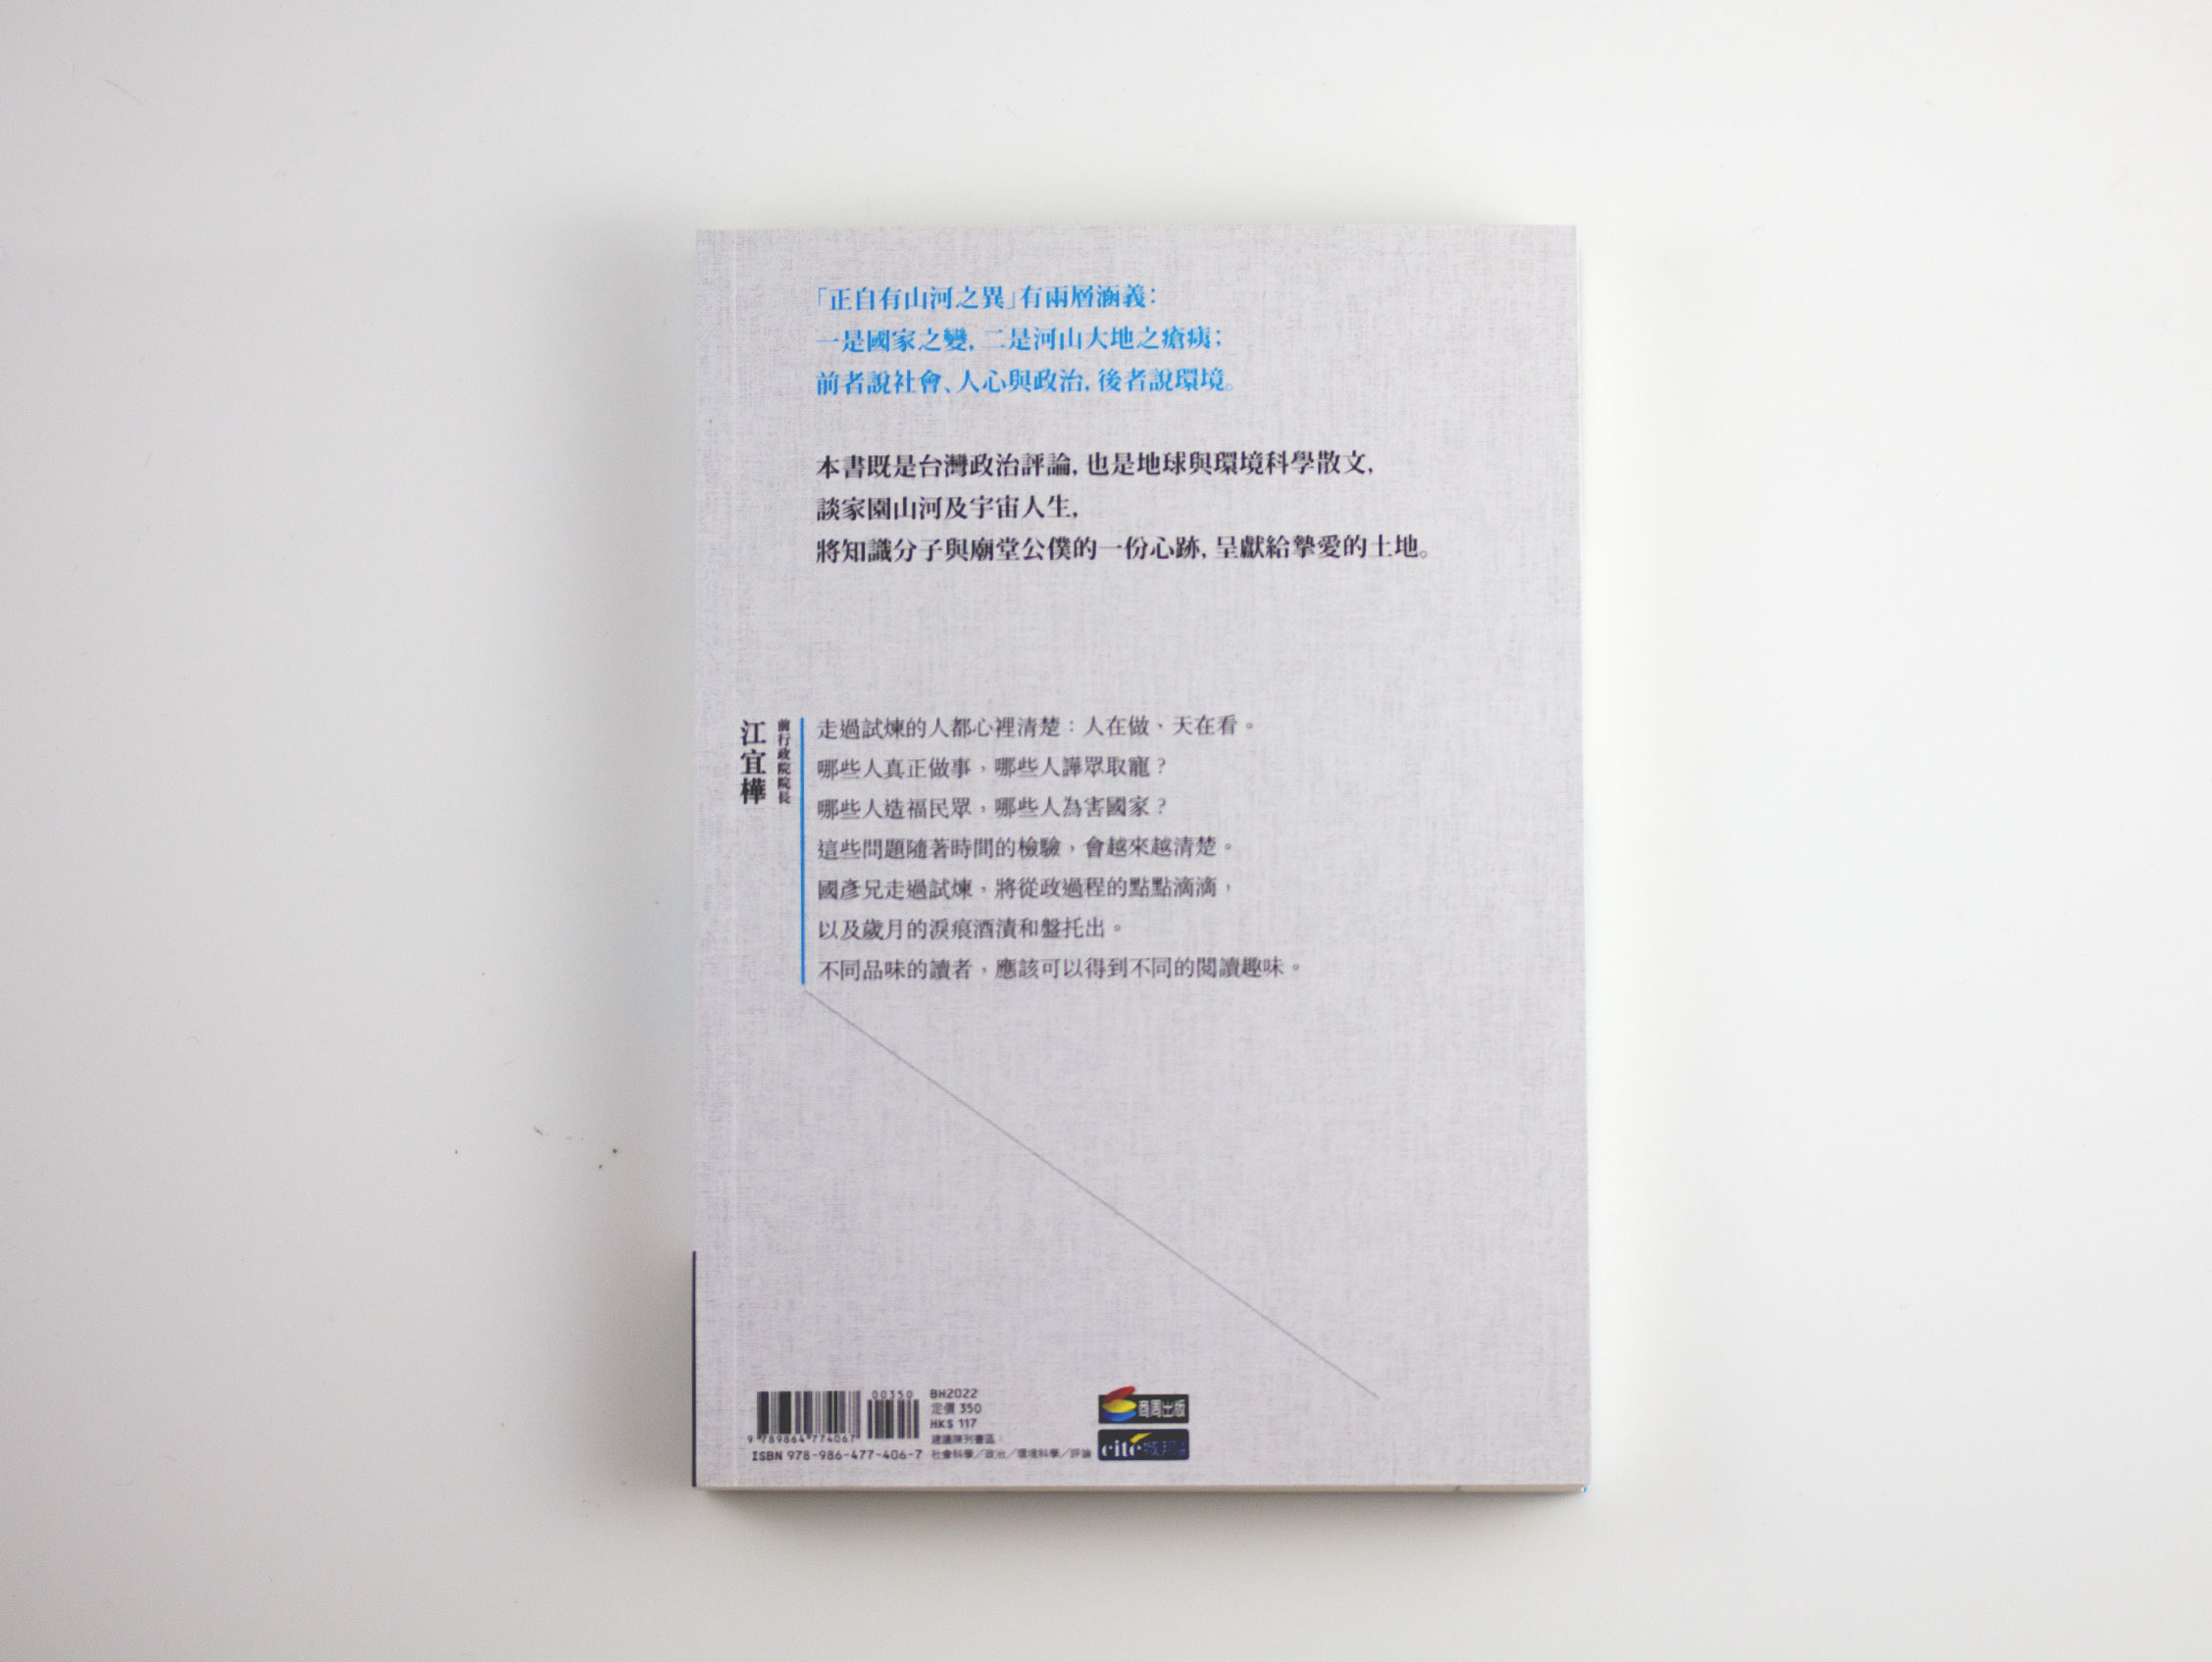 「正自有山河之異」有兩層涵義：
一是國家之變，二是河山大地之瘡痍；
前者說社會、人心與政治，後者說環境。
本書既是台灣政治評論，也是地球與環境科學散文，
談家園山河及宇宙人生，
將知識分子與廟堂公僕的一份心跡，呈獻給摯愛的土地。
前行政院院長
江宜樺
走過試煉的人都心裡清楚：人在做、天在看。
哪些人真正做事，哪些人譁眾取寵？
哪些人造福民眾，哪些人為害國家？
這些問題隨著時間的檢驗，會越來越清楚。
國彥兄走過試煉，將從政過程的點點滴滴，
以及歲月的淚痕酒漬和盤托出。
不同品味的讀者，應該可以得到不同的閱讀趣味。
00350
9 789864 774067
ISBN 978-986-477-406-7
BH2022
定價 350
HK$ 117
建議陳列書區：
社會科學／政治／環境科學／評論
商周出版
cité城邦